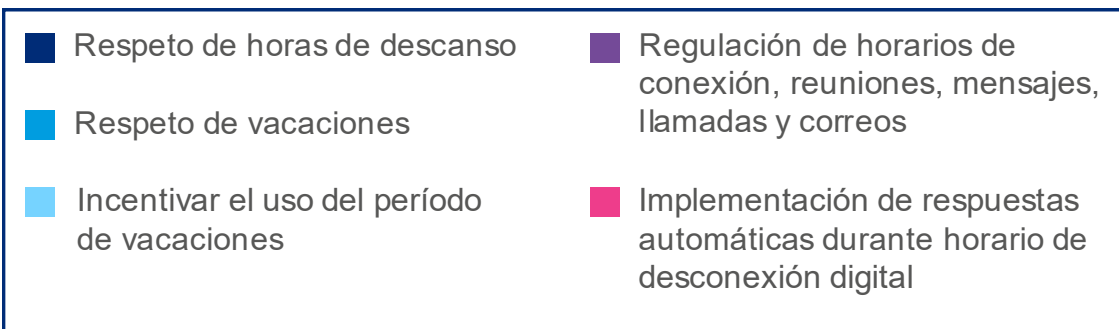 Respeto de horas de descanso
Respeto de vacaciones
Incentivar el uso del período
de vacaciones
Regulación de horarios de
conexión, reuniones, mensajes,
llamadas y correos
Implementación de respuestas
automáticas durante horario de
desconexión digital